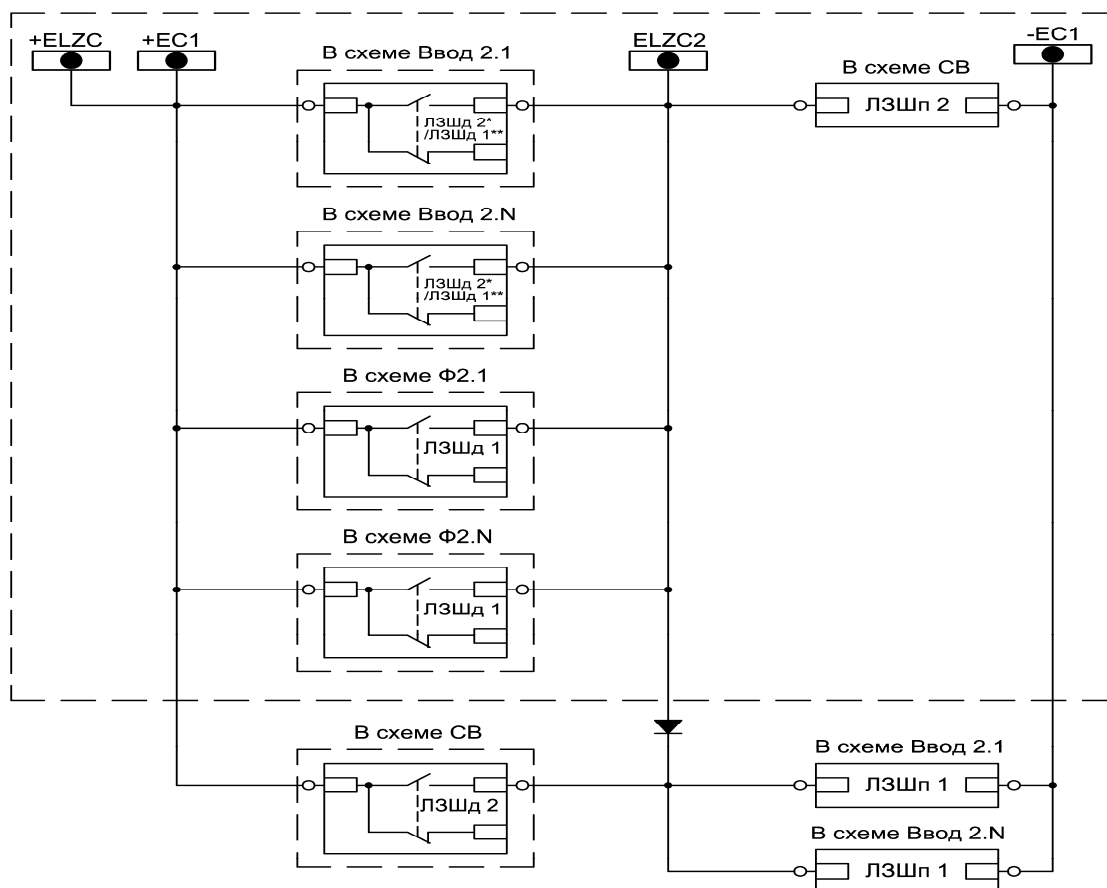 +ELZC
+EC1
ELZC2
-EC1
В схеме Ввод 2.1
В схеме СВ
ЛЗШд 2*
/ЛЗШд 1**
ЛЗШп 2
В схеме Ввод 2.N
ЛЗШд 2*
/ЛЗШд 1**
В схеме Ф2.1
ЛЗШд 1
В схеме Ф2.N
ЛЗШд 1
В схеме СВ
ЛЗШд 2
В схеме Ввод 2.1
ЛЗШп 1
В схеме Ввод 2.N
ЛЗШп 1